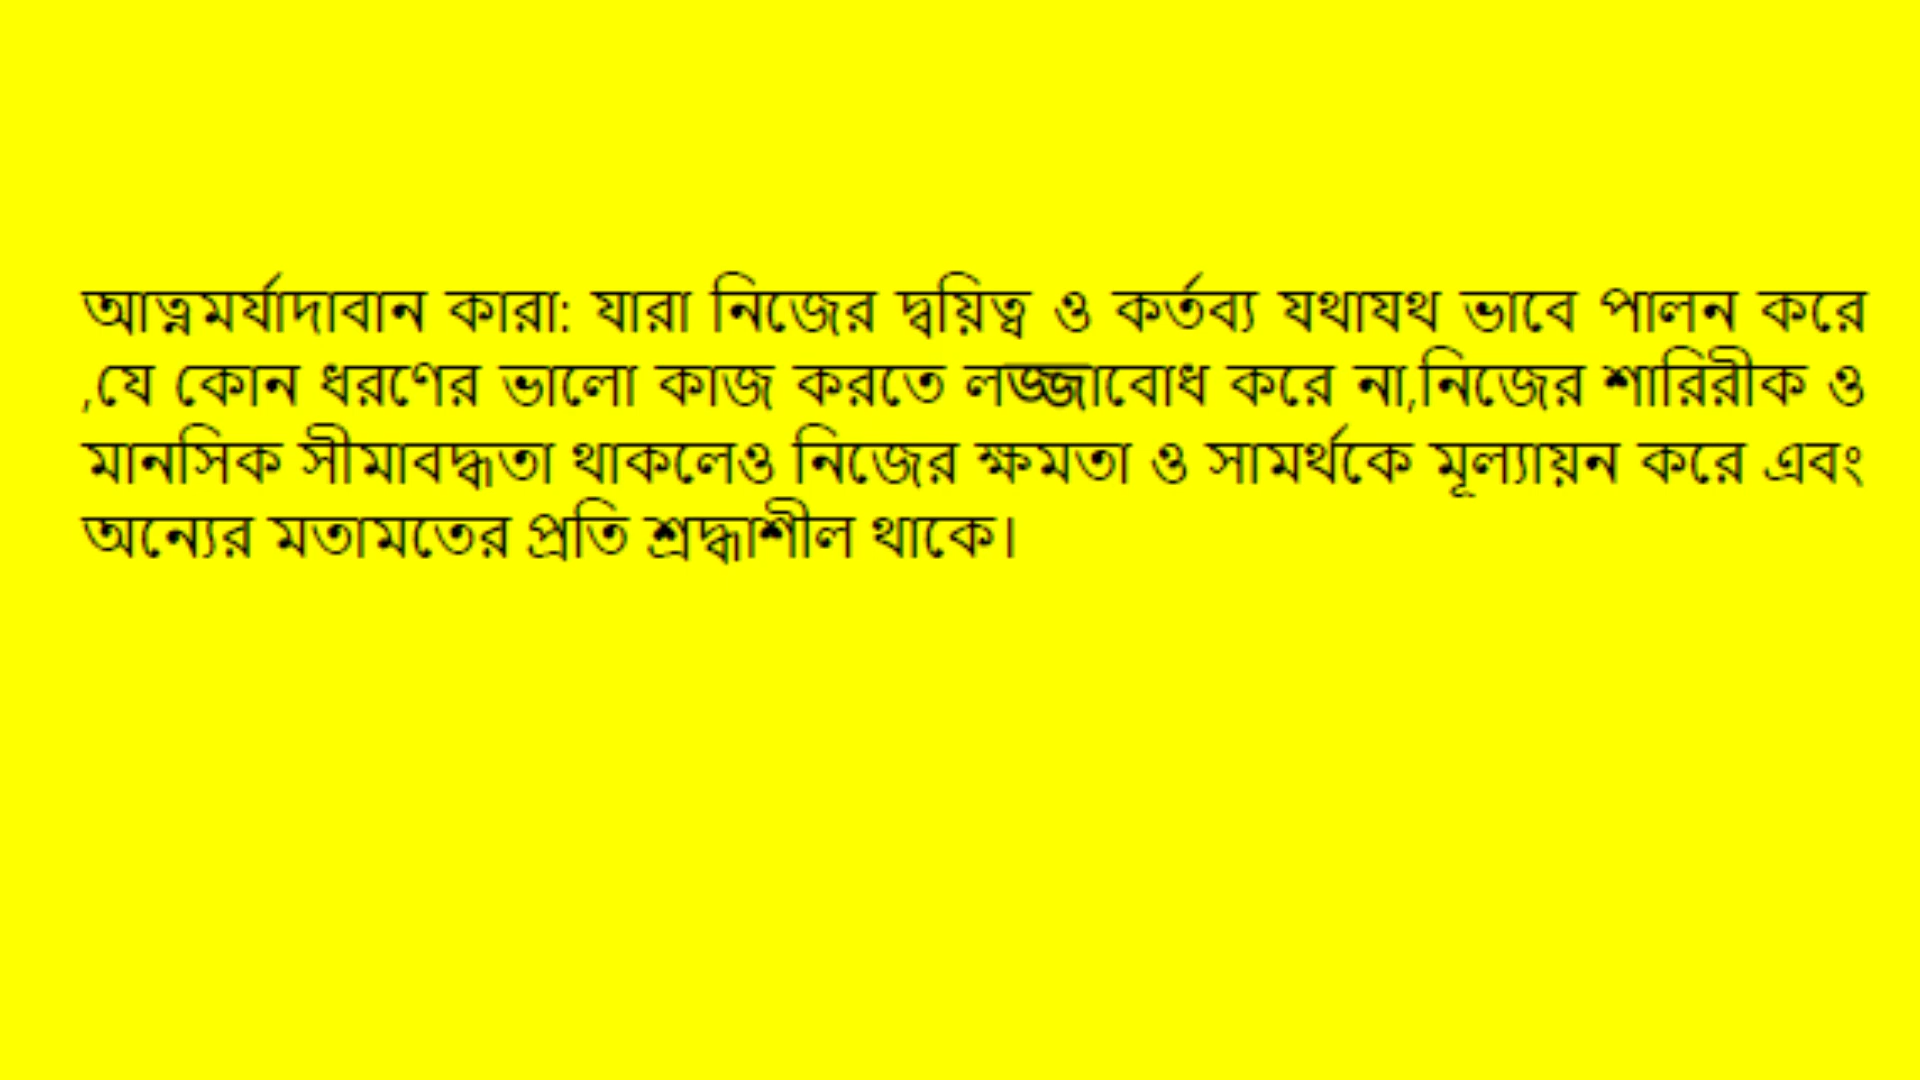 আত্নমর্যাদাবান কারা: যারা নিজের দ্বয়িত্ব ও কর্তব্য যথাযথ ভাবে পালন করে
,যে কোন ধরণের ভালো কাজ করতে লজ্জাবোধ করে না,নিজের শারিরীক ও
মানসিক সীমাবদ্ধতা থাকলেও নিজের ক্ষমতা ও সামর্থকে মূল্যায়ন করে এবং
অন্যের মতামতের প্রতি শ্রদ্ধাশীল থাকে।